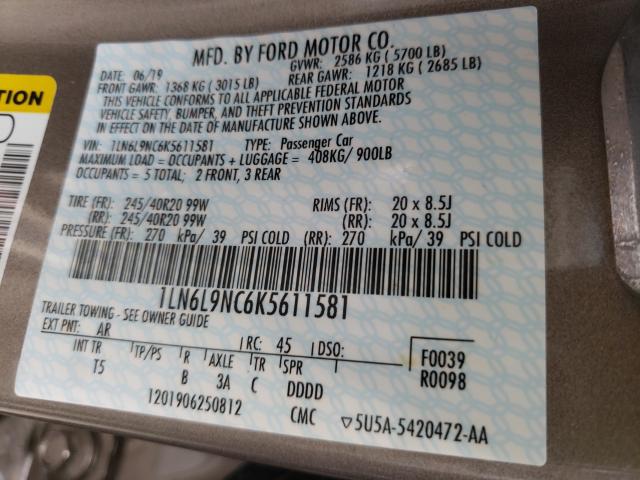 MFD. BY FORD MOTOR CO.
DATE: 06/19 GVWR: 2586 KG ( 5700 LB)
FRONT GAWR: 1368 KG ( 3015 LB) REAR GAWR: 1218 KG ( 2685 LB)
THIS VEHICLE CONFORMS TO ALL APPLICABLE FEDERAL MOTOR
VEHICLE SAFETY, BUMPER, AND THEFT PREVENTION STANDARDS
IN EFFECT ON THE DATE OF MANUFACTURE SHOWN ABOVE.
VIN: 1LN6L9NC6K5611581 TYPE: Passenger Car
MAXIMUM LOAD = OCCUPANTS + LUGGAGE = 408KG/ 900LB
OCCUPANTS = 5 TOTAL; 2 FRONT, 3 REAR
TIRE (FR): 245/40R20 99W RIMS (FR): 20 x 8.5J
(RR): 245/40R20 99W (RR): 20 x 8.5J
PRESSURE (FR): 270 kPa/ 39 PSI COLD (RR): 270 kPa/ 39 PSI COLD
1LN6L9NC6K5611581
TRAILER TOWING - SEE OWNER GUIDE
EXT PNT: AR RC: 45 DSO: F0039
INT TR TP/PS R AXLE TR SPR R0098
T5 B 3A C DDDD
1201906250812 CMC ▽5U5A-5420472-AA
TION